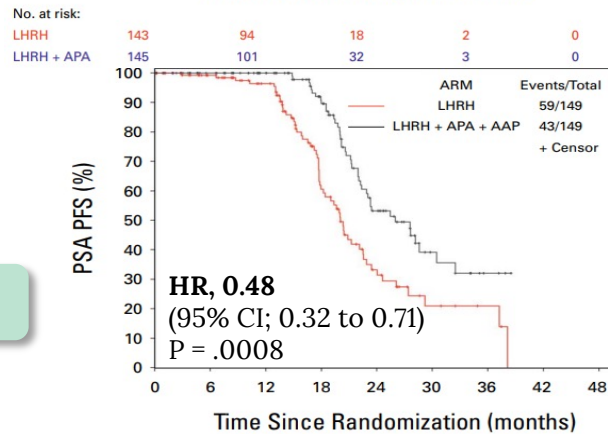 No. at risk:
LHRH 143 94 18 2 0
LHRH + APA 145 101 32 3 0
100
90
80
70
60
50
40
30
20
10
0
PSA PFS (%)
ARM Events/Total
LHRH 59/149
LHRH + APA + AAP 43/149
+ Censor
HR, 0.48
(95% CI; 0.32 to 0.71)
P = .0008
0 6 12 18 24 30 36 42 48
Time Since Randomization (months)